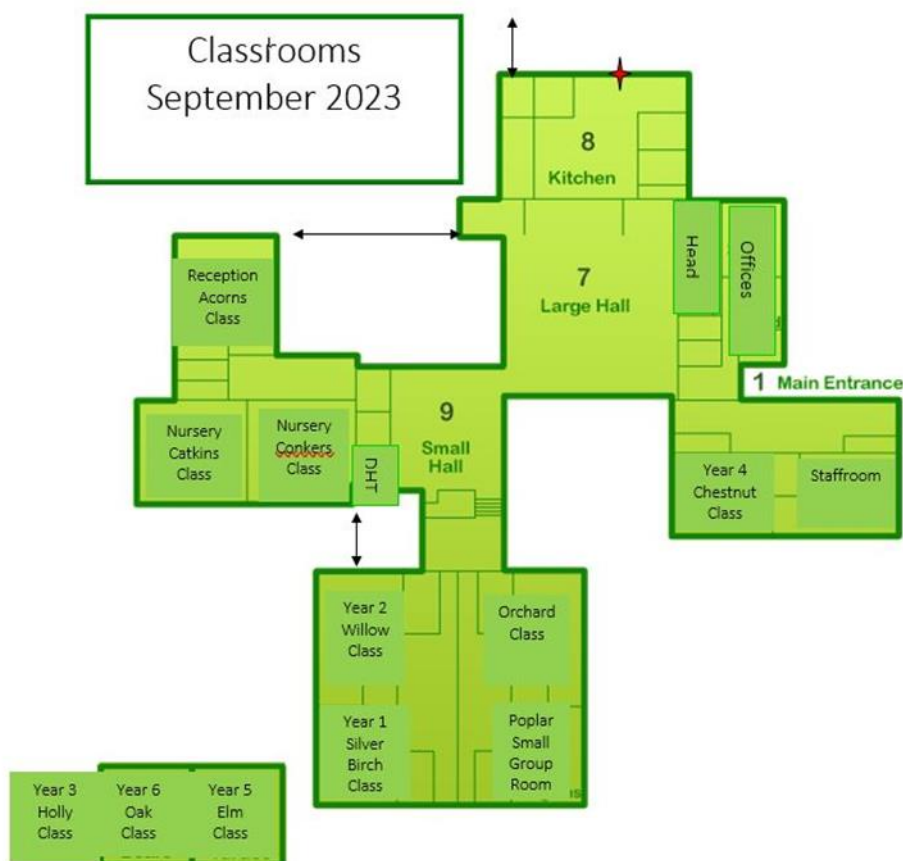 Classrooms
September 2023
8
Kitchen
Head
Offices
7
Large Hall
Reception
Acorns
Class
1 Main Entrance
9
Small
Hall
Nursery
Catkins
Class
Nursery
Conkers
Class
DHT
Year 4
Chestnut
Class
Staffroom
Year 2
Willow
Class
Orchard
Class
Year 1
Silver
Birch
Class
Poplar
Small
Group
Room
Year 3
Holly
Class
Year 6
Oak
Class
Year 5
Elm
Class